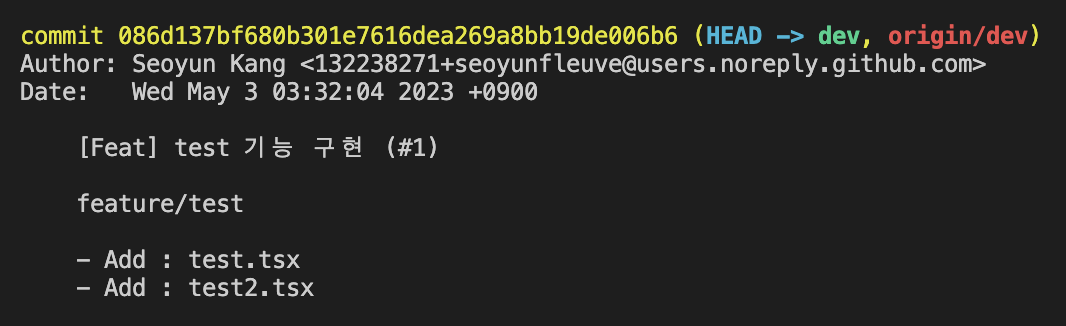 commit 086d137bf680b301e7616dea269a8bb19de006b6 (HEAD -> dev, origin/dev)
Author: Seoyun Kang <132238271+seoyunfleuve@users.noreply.github.com>
Date:   Wed May 3 03:32:04 2023 +0900
[Feat] test 기능 구현 (#1)
feature/test
- Add : test.tsx
- Add : test2.tsx